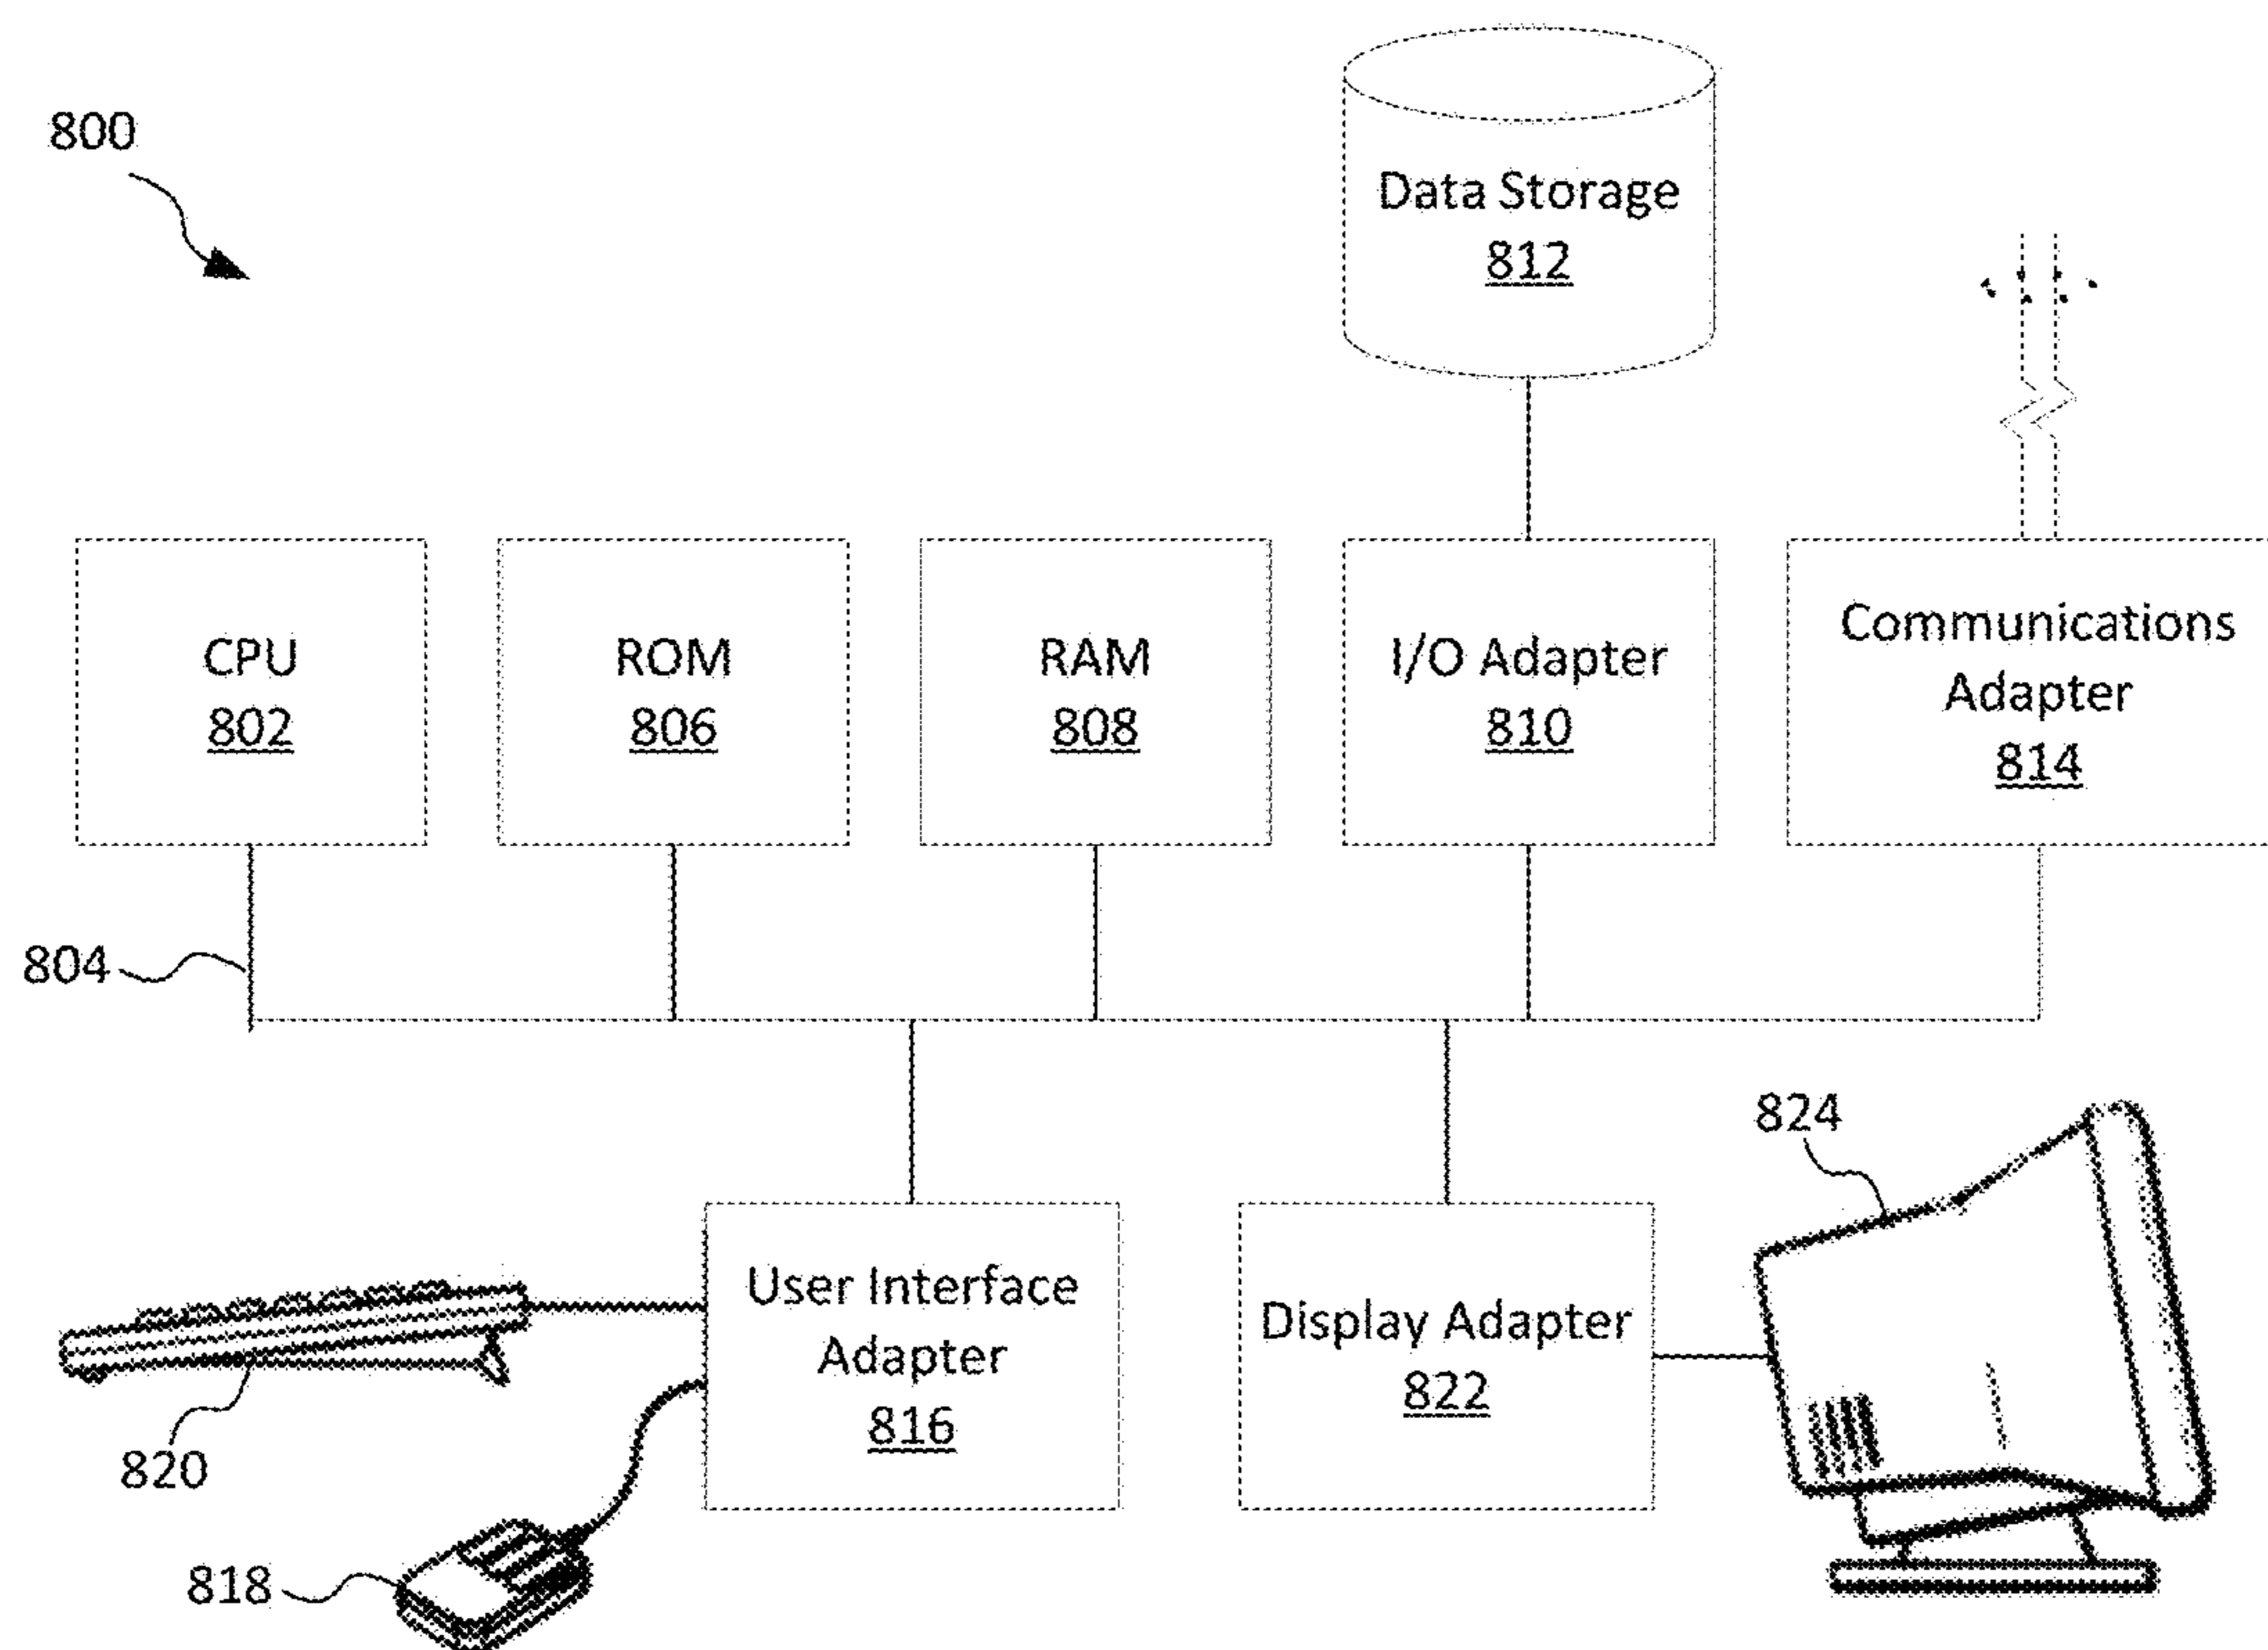 800
Data Storage
812
CPU
802
ROM
806
RAM
808
I/O Adapter
810
Communications
Adapter
814
804
824
User Interface
Adapter
816
Display Adapter
822
820
818